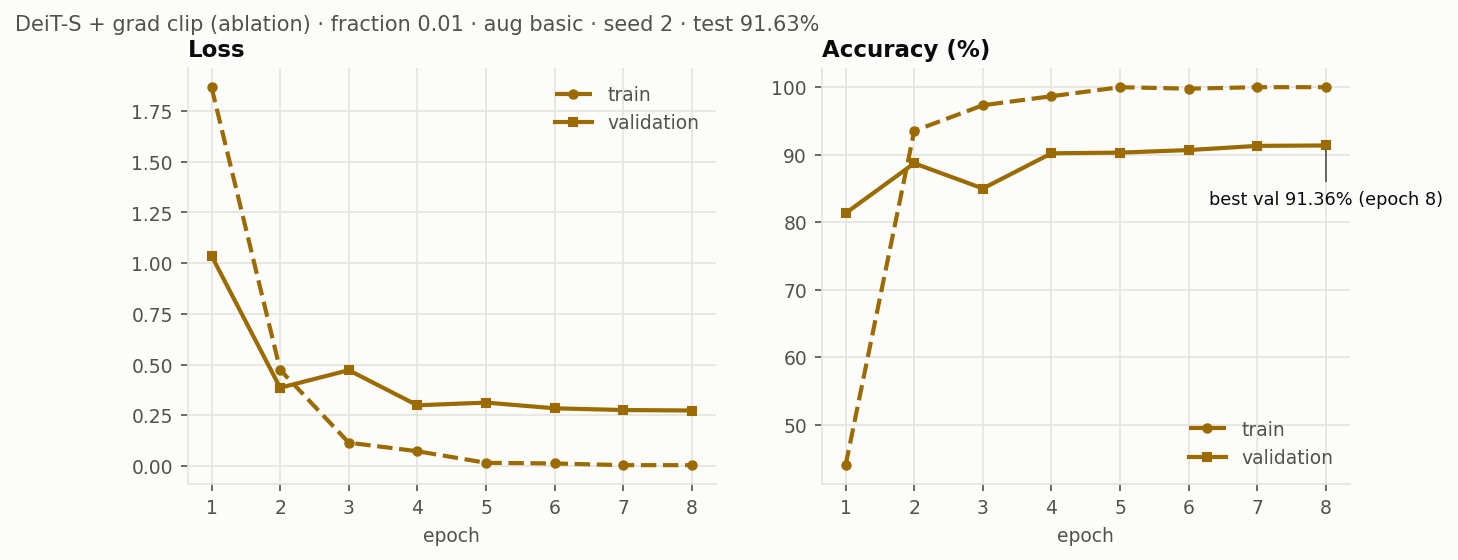 DeiT-S + grad clip (ablation) · fraction 0.01 · aug basic · seed 2 · test 91.63%
Loss
1.75
1.50
1.25
1.00
0.75
0.50
0.25
0.00
train
validation
1 2 3 4 5 6 7 8
epoch
Accuracy (%)
100
90
80
70
60
50
best val 91.36% (epoch 8)
train
validation
1 2 3 4 5 6 7 8
epoch